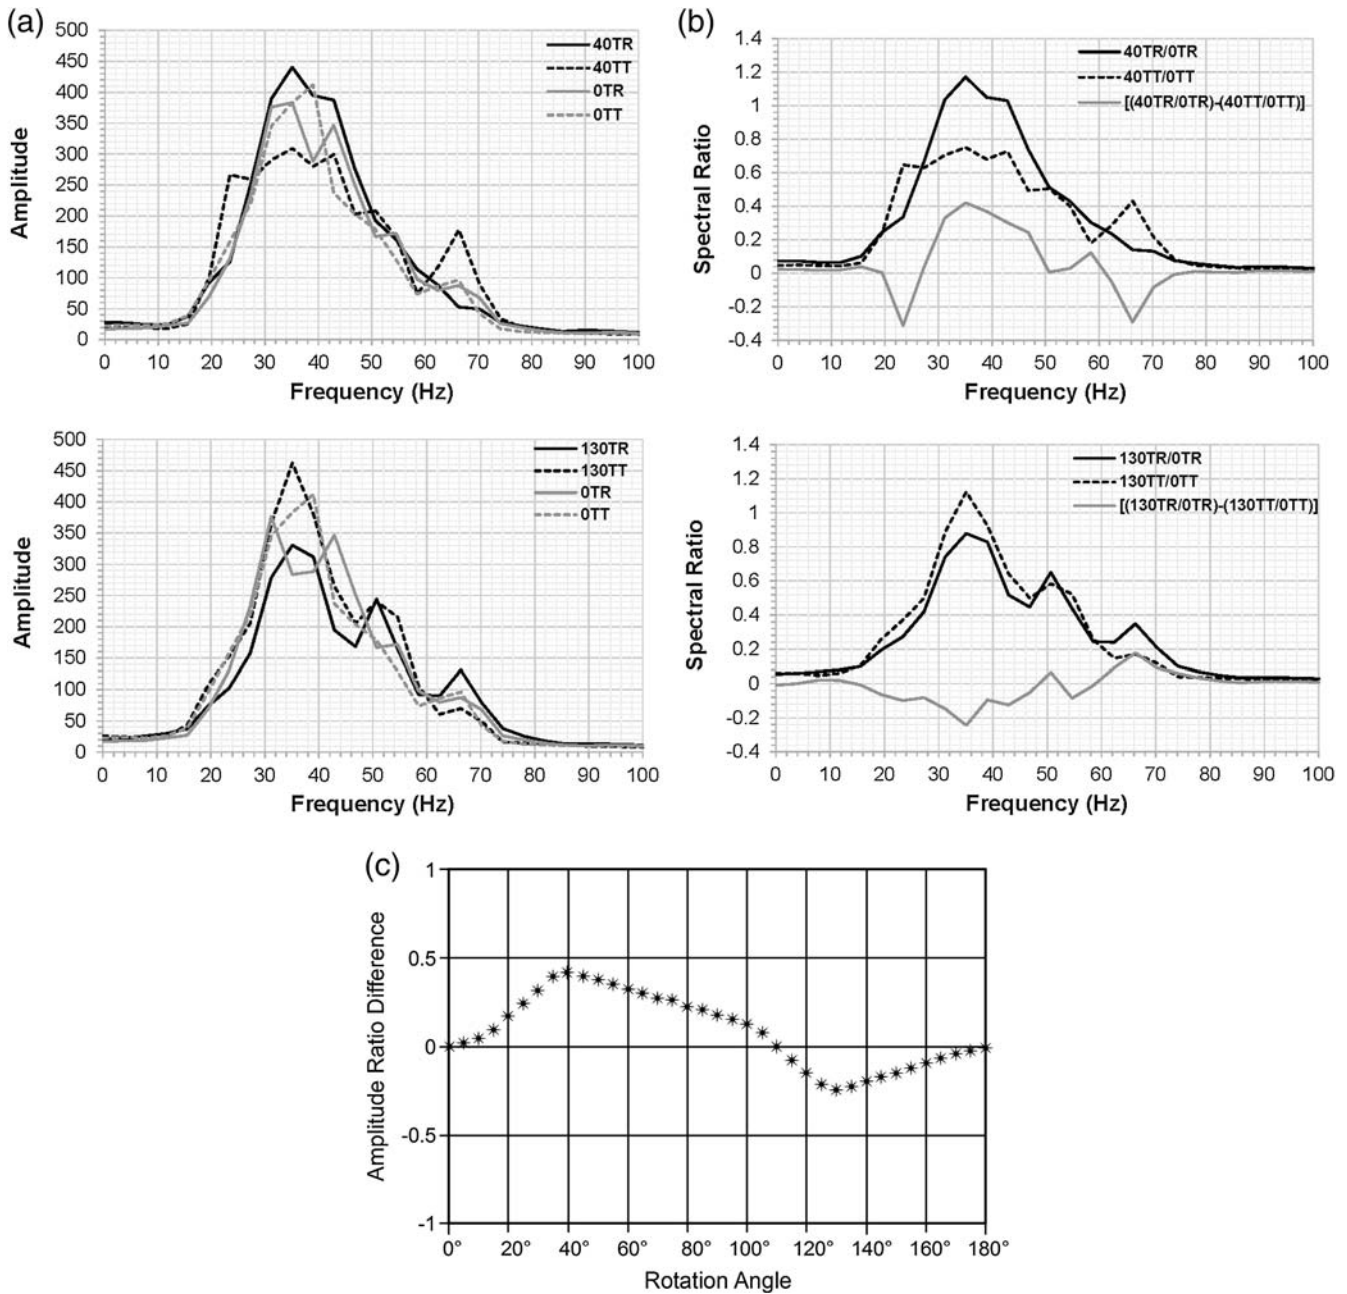 (a)
500
450
400
350
300
250
200
150
100
50
0
Amplitude
40TR
40TT
0TR
0TT
0 10 20 30 40 50 60 70 80 90 100
Frequency (Hz)
(b)
1.4
1.2
1
0.8
0.6
0.4
0.2
0
-0.2
-0.4
Spectral Ratio
40TR/0TR
40TT/0TT
[(40TR/0TR)-(40TT/0TT)]
0 10 20 30 40 50 60 70 80 90 100
Frequency (Hz)
500
450
400
350
300
250
200
150
100
50
0
Amplitude
130TR
130TT
0TR
0TT
0 10 20 30 40 50 60 70 80 90 100
Frequency (Hz)
1.4
1.2
1
0.8
0.6
0.4
0.2
0
-0.2
-0.4
Spectral Ratio
130TR/0TR
130TT/0TT
[(130TR/0TR)-(130TT/0TT)]
0 10 20 30 40 50 60 70 80 90 100
Frequency (Hz)
(c)
1
0.5
0
-0.5
-1
Amplitude Ratio Difference
0° 20° 40° 60° 80° 100° 120° 140° 160° 180°
Rotation Angle